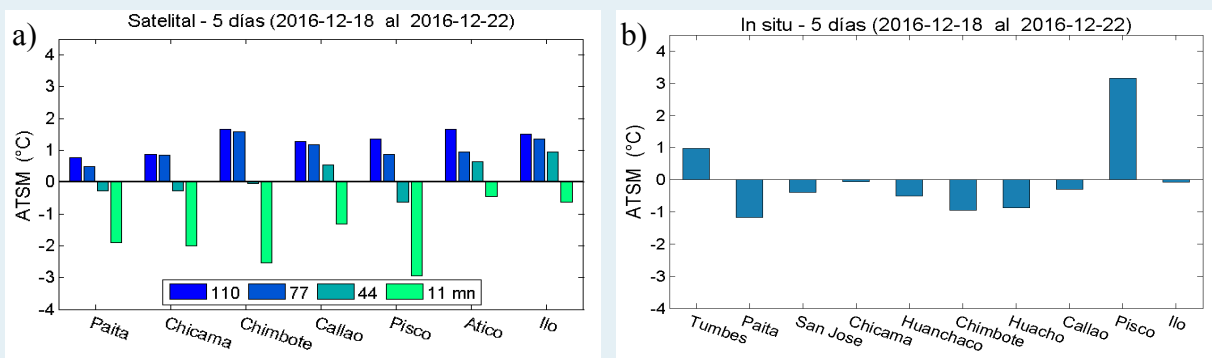 a)
Satelital - 5 días (2016-12-18 al 2016-12-22)
ATSM (°C)
4
3
2
1
0
-1
-2
-3
-4
110 77 44 11 mn
Paita Chicama Chimbote Callao Pisco Atico Ilo
b)
In situ - 5 días (2016-12-18 al 2016-12-22)
ATSM (°C)
4
3
2
1
0
-1
-2
-3
-4
Tumbes Paita San Jose Chicama Huanchaco Chimbote Huacho Callao Pisco Ilo